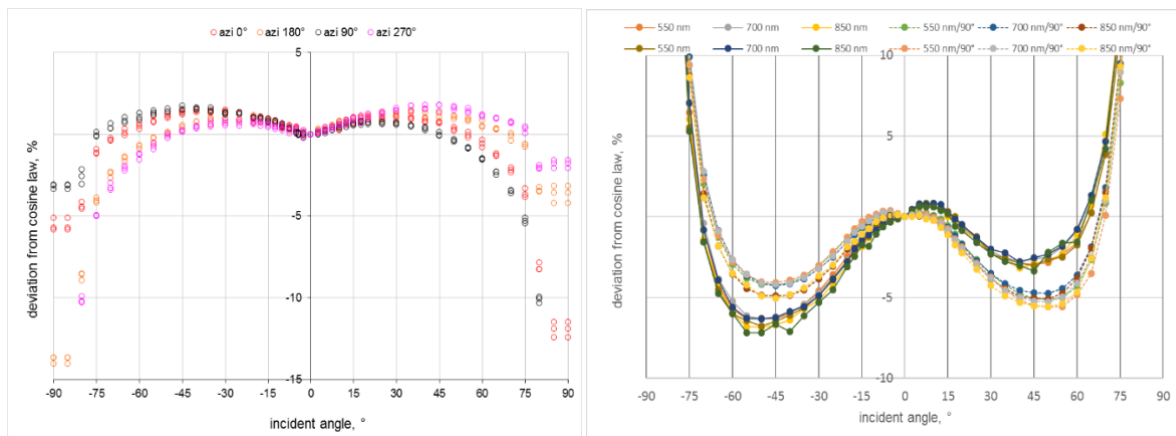 azi 0° azi 180° azi 90° azi 270°
5
0
-5
-10
-15
-90 -75 -60 -45 -30 -15 0 15 30 45 60 75 90
deviation from cosine law, %
incident angle, °
550 nm 700 nm 850 nm 550 nm/90° 700 nm/90° 850 nm/90°
550 nm 700 nm 850 nm 550 nm/90° 700 nm/90° 850 nm/90°
10
5
0
-5
-10
-90 -75 -60 -45 -30 -15 0 15 30 45 60 75 90
deviation from cosine law, %
incident angle, °